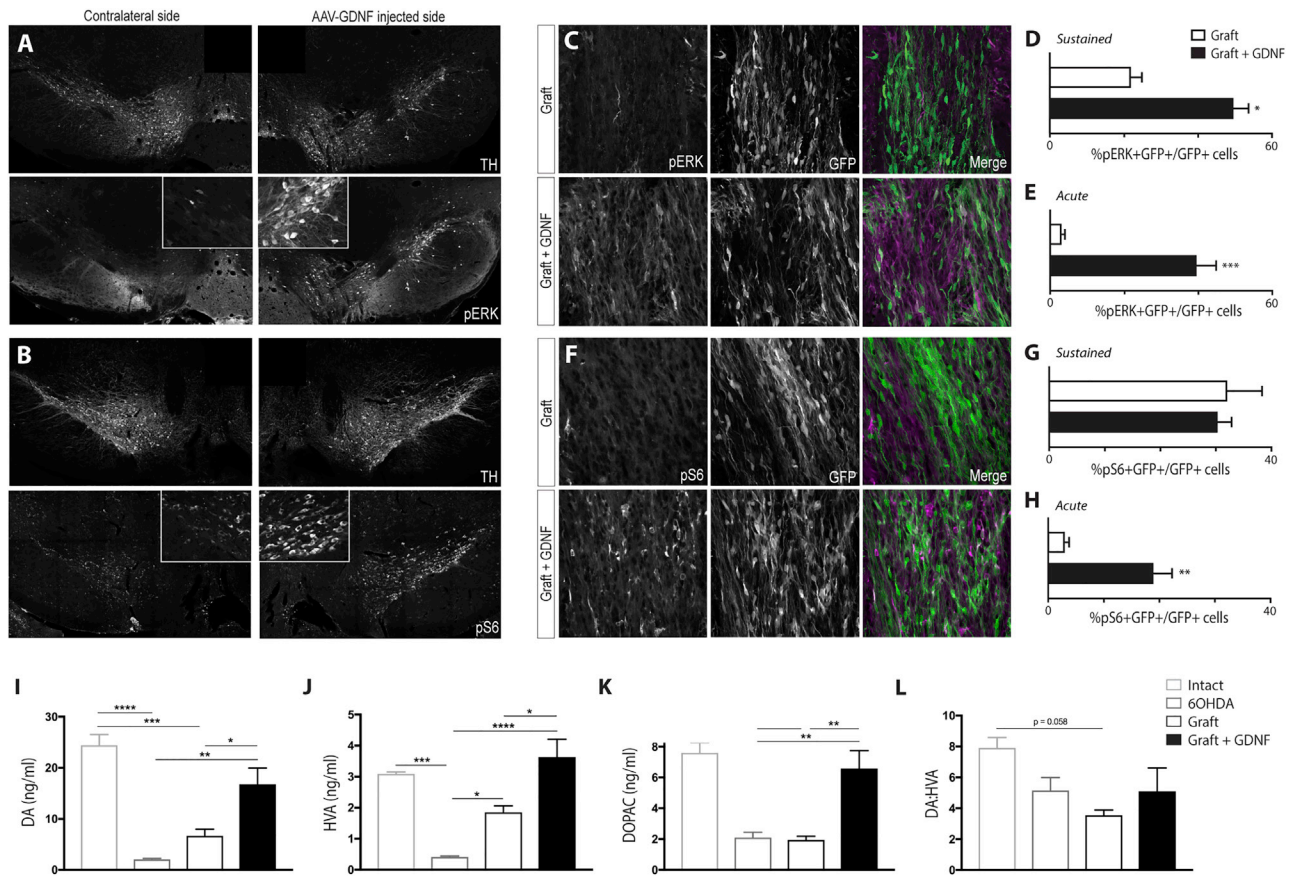 Contralateral side
AAV-GDNF injected side
A
TH
pERK
B
TH
pS6
C
Graft
pERK
GFP
Merge
Graft + GDNF
F
Graft
pS6
GFP
Merge
Graft + GDNF
D
Sustained
Graft
Graft + GDNF
*
0
60
%pERK+GFP+/GFP+ cells
E
Acute
***
0
60
%pERK+GFP+/GFP+ cells
G
Sustained
0
40
%pS6+GFP+/GFP+ cells
H
Acute
**
0
40
%pS6+GFP+/GFP+ cells
I
DA (ng/ml)
30
20
10
0
****
***
*
**
J
HVA (ng/ml)
5
4
3
2
1
0
*
****
***
*
K
DOPAC (ng/ml)
8
6
4
2
0
**
**
L
DA:HVA
10
8
6
4
2
0
p = 0.058
Intact
6OHDA
Graft
Graft + GDNF